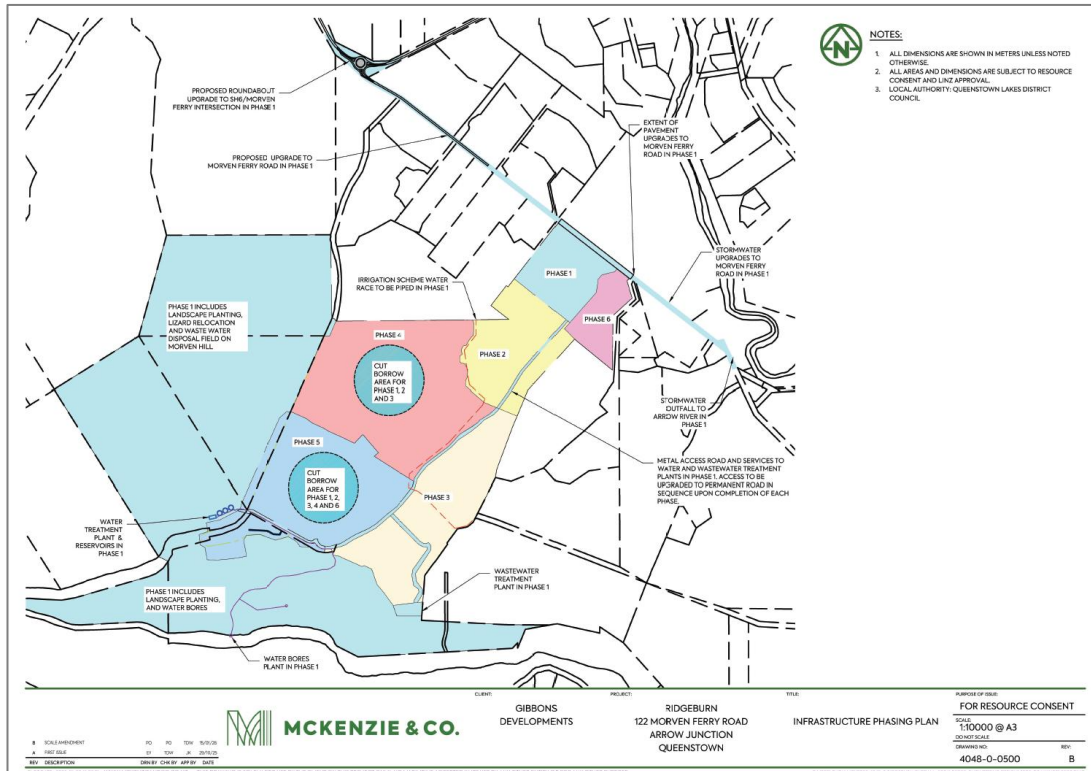 NOTES:
1. ALL DIMENSIONS ARE SHOWN IN METERS UNLESS NOTED
OTHERWISE.
2. ALL AREAS AND DIMENSIONS ARE SUBJECT TO RESOURCE
CONSENT AND LINZ APPROVAL.
3. LOCAL AUTHORITY: QUEENSTOWN LAKES DISTRICT
COUNCIL
PROPOSED ROUNDABOUT
UPGRADE TO SH6/MORVEN
FERRY INTERSECTION IN PHASE 1
PROPOSED UPGRADE TO
MORVEN FERRY ROAD IN PHASE 1
EXTENT OF
PAVEMENT
UPGRADES TO
MORVEN FERRY
ROAD IN PHASE 1
STORMWATER
UPGRADES TO
MORVEN FERRY
ROAD IN PHASE 1
IRRIGATION SCHEME WATER
RACE TO BE PIPED IN PHASE 1
PHASE 1
PHASE 6
PHASE 1 INCLUDES
LANDSCAPE PLANTING,
LIZARD RELOCATION
AND WASTE WATER
DISPOSAL FIELD ON
MORVEN HILL
PHASE 4
PHASE 2
CUT
BORROW
AREA FOR
PHASE 1, 2
AND 3
STORMWATER
OUTFALL TO
ARROW RIVER IN
PHASE 1
PHASE 5
CUT
BORROW
AREA FOR
PHASE 1, 2,
3, 4 AND 6
METAL ACCESS ROAD AND SERVICES TO
WATER AND WASTEWATER TREATMENT
PLANTS IN PHASE 1. ACCESS TO BE
UPGRADED TO PERMANENT ROAD IN
SEQUENCE UPON COMPLETION OF EACH
PHASE.
PHASE 3
WATER
TREATMENT
PLANT &
RESERVOIRS IN
PHASE 1
WASTEWATER
TREATMENT
PLANT IN PHASE 1
PHASE 1 INCLUDES
LANDSCAPE PLANTING,
AND WATER BORES
WATER BORES
PLANT IN PHASE 1
B SCALE AMENDMENT PO PG TDW 15/01/26
A FIRST ISSUE SY TDW JK 29/10/25
REV DESCRIPTION DRN BY CHK BY APP BY DATE
MCKENZIE & CO.
CLIENT:
GIBBONS
DEVELOPMENTS
PROJECT:
RIDGEBURN
122 MORVEN FERRY ROAD
ARROW JUNCTION
QUEENSTOWN
TITLE:
INFRASTRUCTURE PHASING PLAN
PURPOSE OF ISSUE:
FOR RESOURCE CONSENT
SCALE:
1:10000 @ A3
DO NOT SCALE
DRAWING NO: REV:
4048-0-0500 B